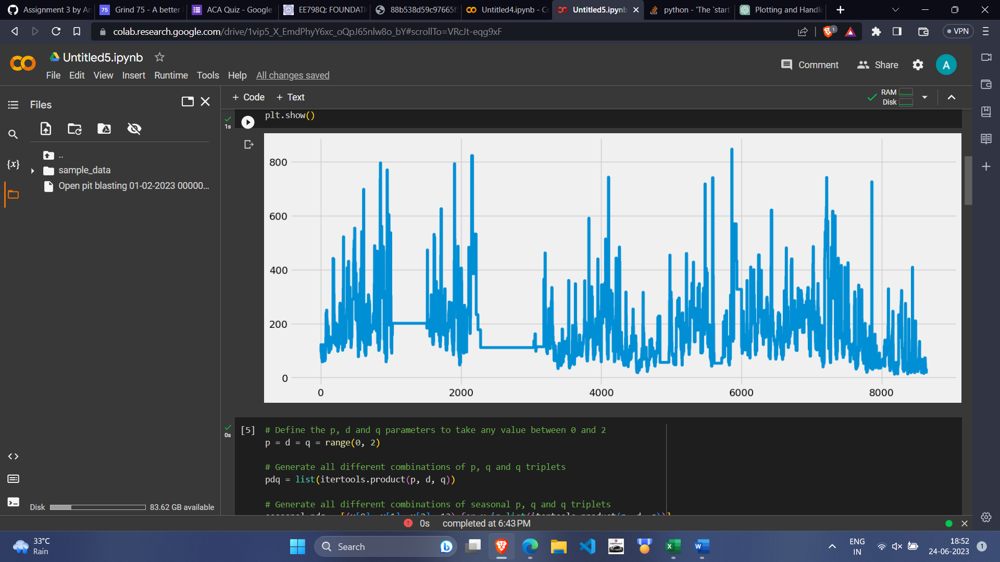 Assignment 3 by An
75 Grind 75 - A better
ACA Quiz - Google
EE798Q: FOUNDATI
88b538d59c97665f
Untitled4.ipynb - Co
Untitled5.ipynb
python - 'The `start`
Plotting and Handli
colab.research.google.com/drive/1vip5_X_EmdPhyY6xc_oQpJ65nlw8o_bY#scrollTo=VRcJt-eqg9xF
1
VPN
Untitled5.ipynb
Comment
Share
A
File Edit View Insert Runtime Tools Help All changes saved
Files
+ Code + Text
RAM
Disk
{x}
..
sample_data
Open pit blasting 01-02-2023 00000...
1s
plt.show()
800
600
400
200
0
0 2000 4000 6000 8000
0s
[5] # Define the p, d and q parameters to take any value between 0 and 2
p = d = q = range(0, 2)
# Generate all different combinations of p, q and q triplets
pdq = list(itertools.product(p, d, q))
# Generate all different combinations of seasonal p, q and q triplets
Disk 83.62 GB available
0s completed at 6:43 PM
33°C
Rain
Search
ENG
IN
18:52
24-06-2023
1